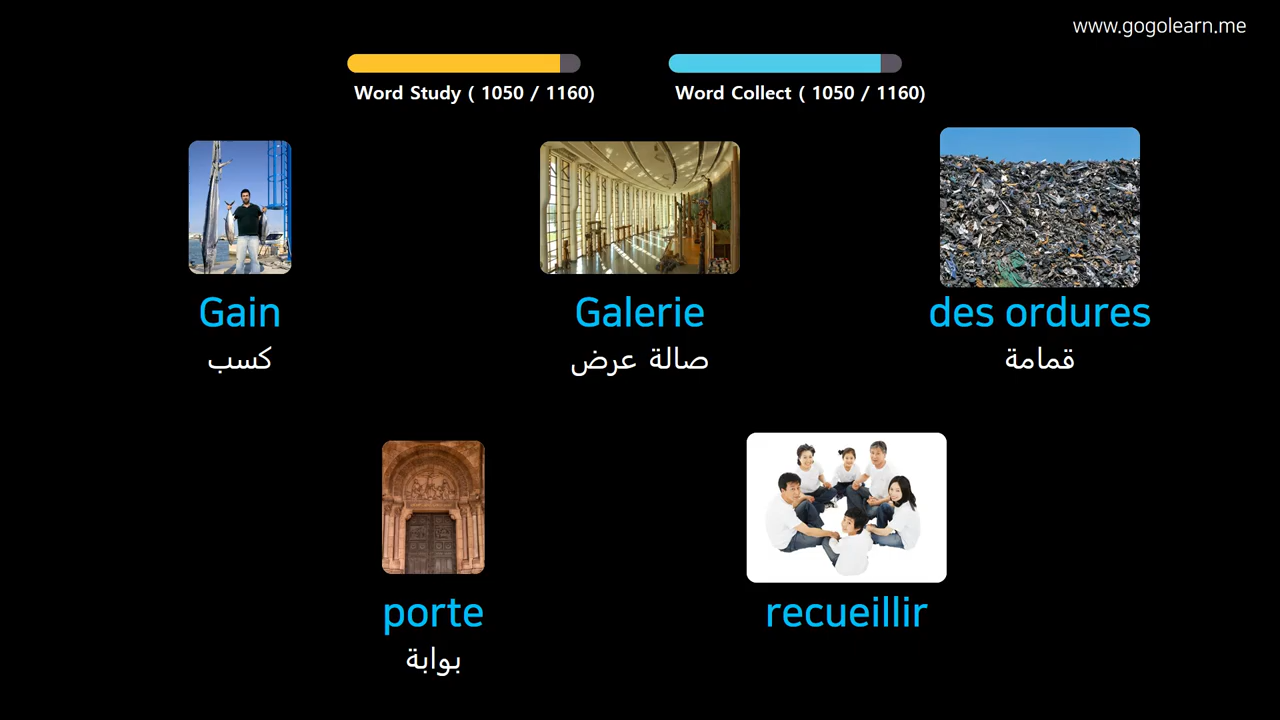 www.gogolearn.me
Word Study ( 1050 / 1160)
Word Collect ( 1050 / 1160)
Gain
كسب
Galerie
صالة عرض
des ordures
قمامة
porte
بوابة
recueillir